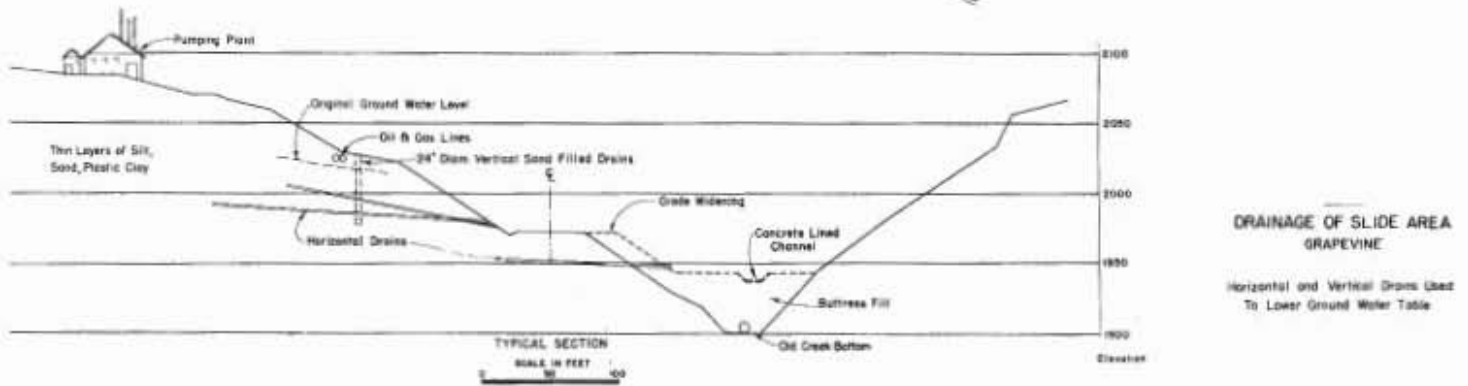 Pumping Plant
2100
Original Ground Water Level
2050
Oil & Gas Lines
Thin Layers of Silt,
Sand, Plastic Clay
24" Diam. Vertical Sand Filled Drains
℄
2000
Grade Widening
DRAINAGE OF SLIDE AREA
GRAPEVINE
Concrete Lined
Channel
Horizontal Drains
1950
Horizontal and Vertical Drains Used
To Lower Ground Water Table
Buttress Fill
1900
TYPICAL SECTION
Old Creek Bottom
Elevation
SCALE IN FEET
0 50 100